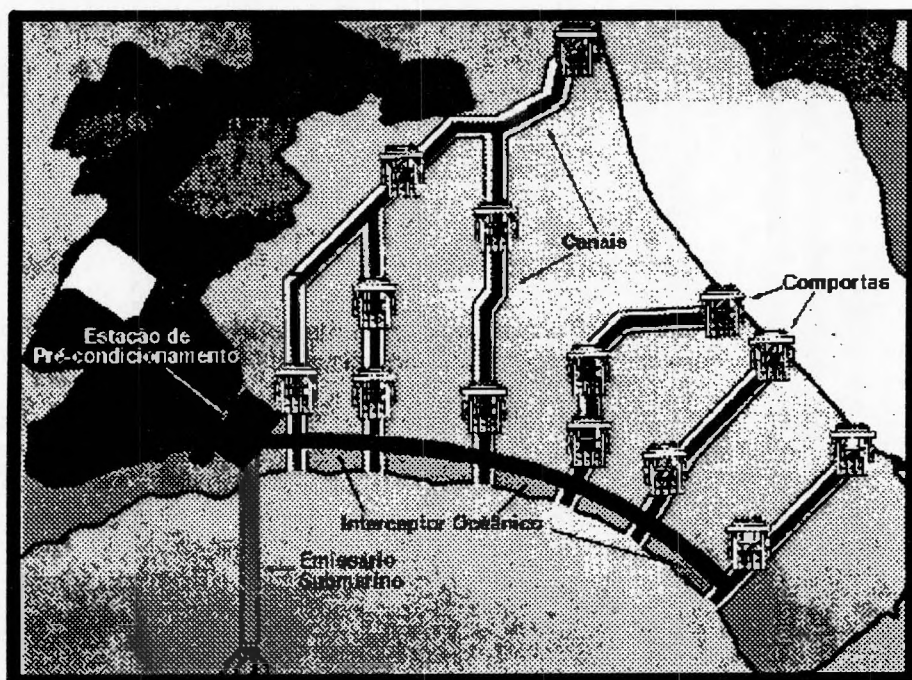 Canais
Comportas
Estação de
Pré-condicionamento
Interceptor Oceânico
Emissário
Submarino